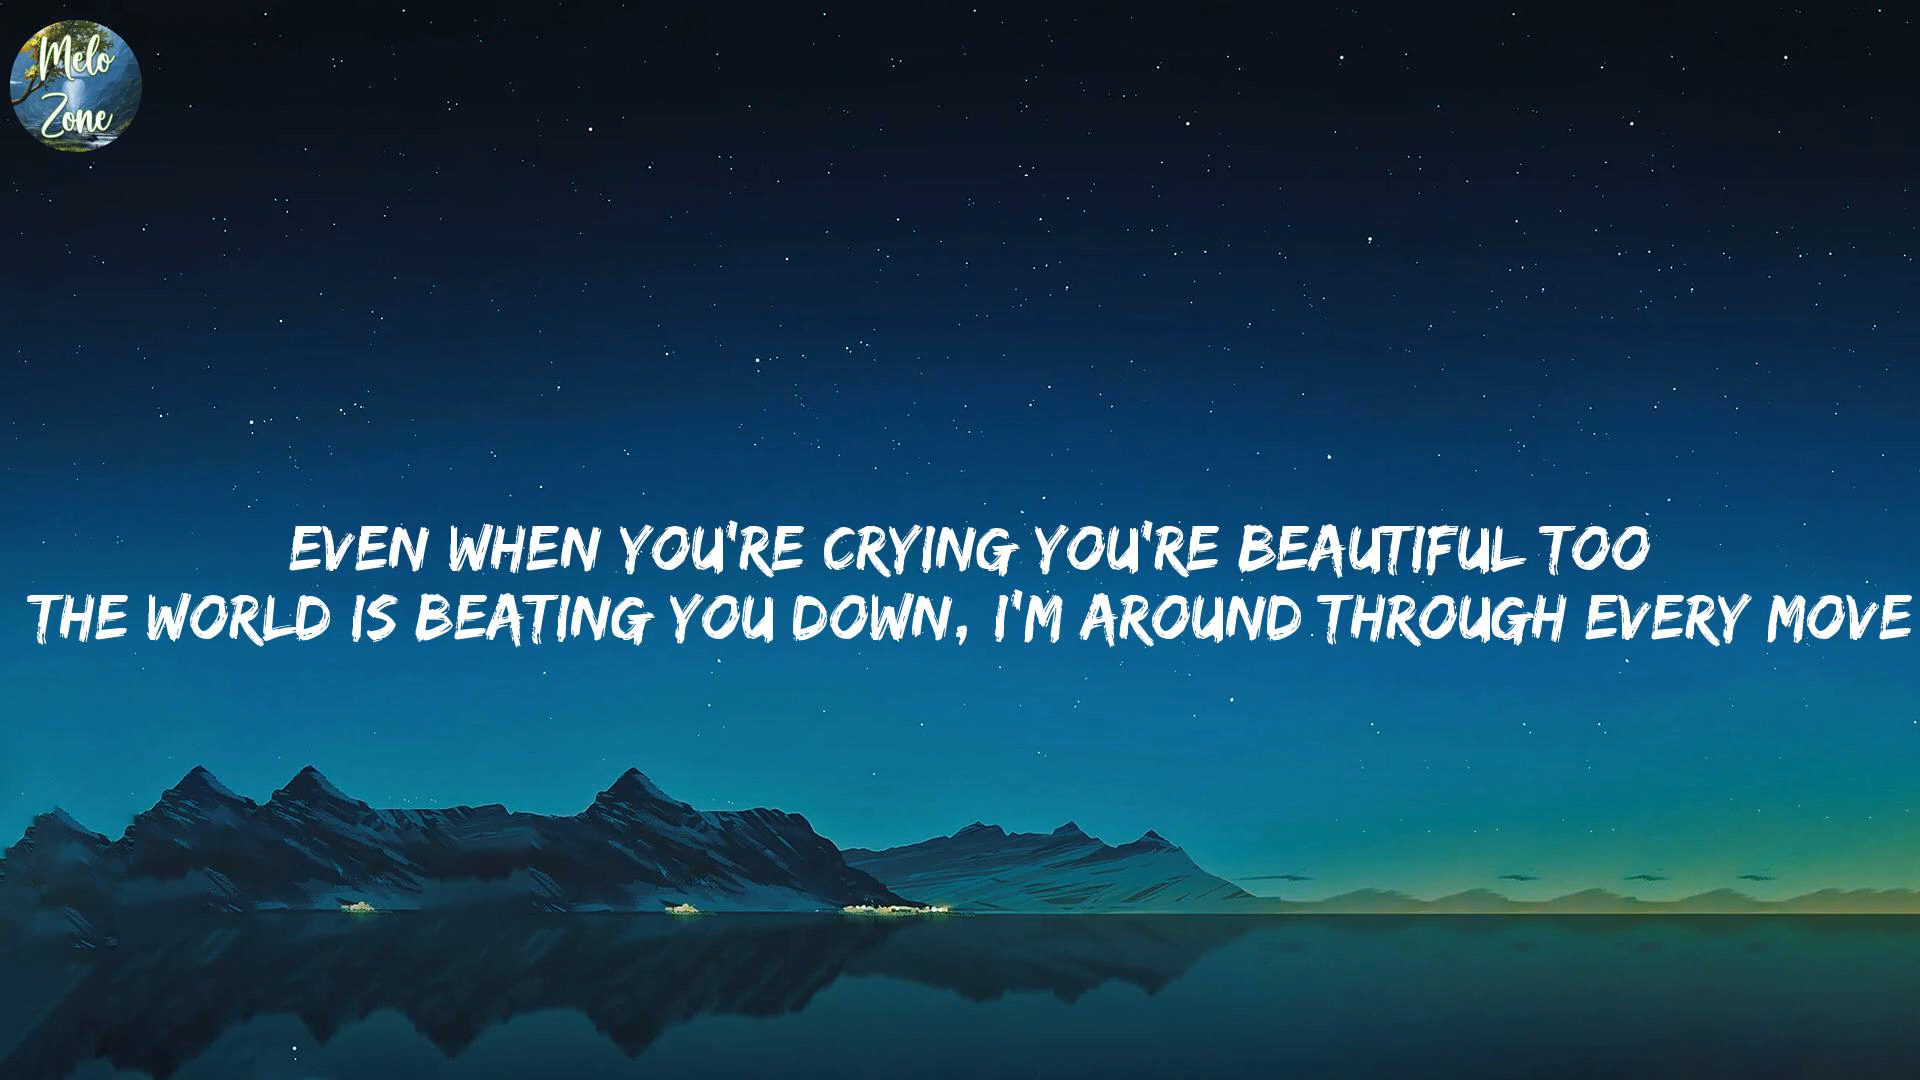 Melo
Zone
EVEN WHEN YOU'RE CRYING YOU'RE BEAUTIFUL TOO
THE WORLD IS BEATING YOU DOWN, I'M AROUND THROUGH EVERY MOVE